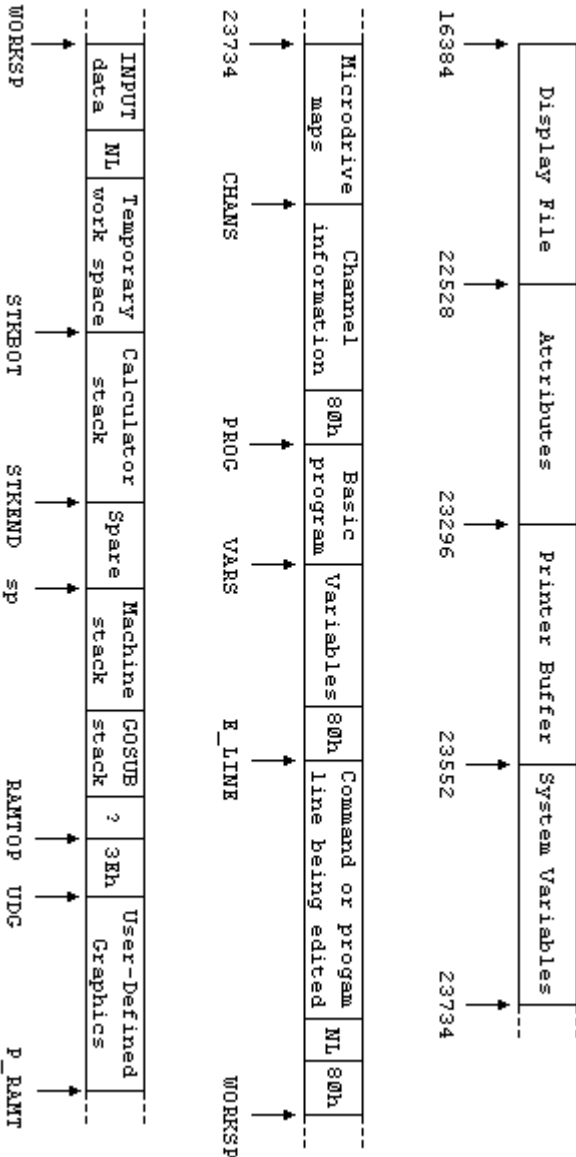 Display File
Attributes
Printer Buffer
System Variables
16384 22528 23296 23552 23734
Microdrive
maps
Channel
information
80h
Basic
program
Variables
80h
Command or progam
line being edited
NL
80h
23734 CHANS PROG VARS E_LINE WORKSP
INPUT
data
NL
Temporary
work space
Calculator
stack
Spare
Machine
stack
GOSUB
stack
?
3Eh
User-Defined
Graphics
WORKSP STKBOT STKEND sp RAMTOP UDG P_RAMT